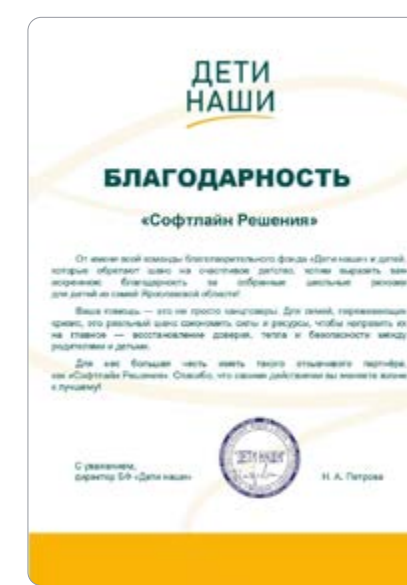 ДЕТИ
НАШИ
БЛАГОДАРНОСТЬ
«Софтлайн Решения»
От имени всей команды благотворительного фонда «Дети наши» и детей,
которые обретают шанс на счастливое детство, хотим выразить вам
искреннюю благодарность за собранные школьные рюкзаки
для детей из семей Ярославской области!
Ваша помощь — это не просто канцтовары. Для семей, переживающих
кризис, это реальный шанс сэкономить силы и ресурсы, чтобы направить их
на главное — восстановление доверия, тепла и безопасности между
родителями и детьми.
Для нас большая честь иметь такого отзывчивого партнёра,
как «Софтлайн Решения». Спасибо, что своими действиями вы меняете жизни
к лучшему!
С уважением,
директор БФ «Дети наши»
"ДЕТИ НАШИ"
Н. А. Петрова